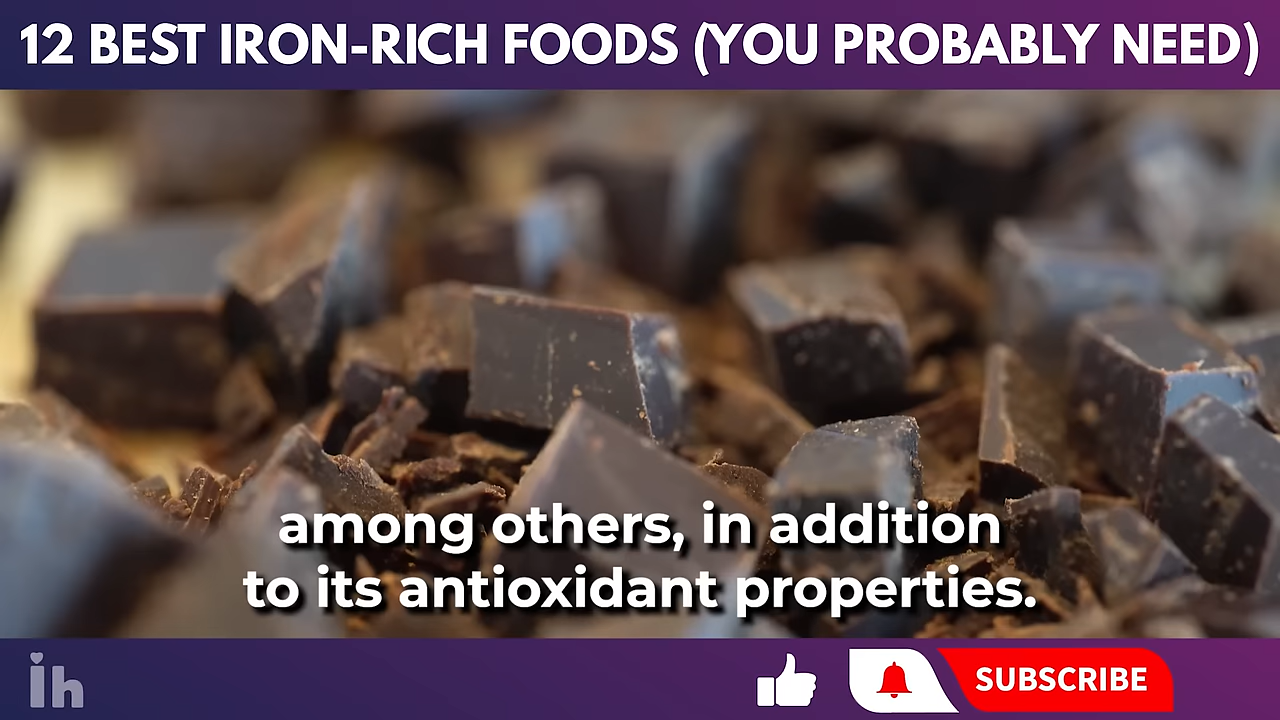 12 BEST IRON-RICH FOODS (YOU PROBABLY NEED)
among others, in addition
to its antioxidant properties.
ih
SUBSCRIBE